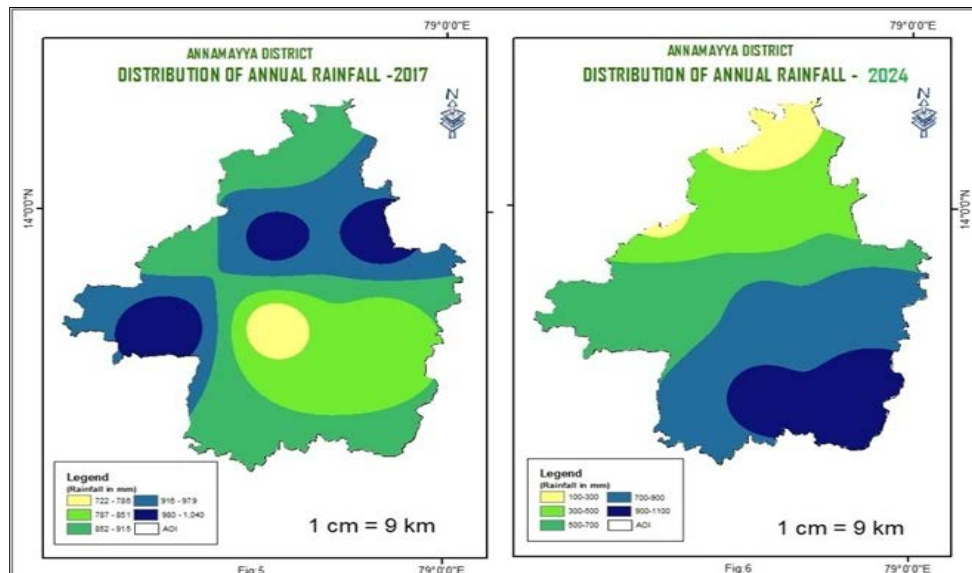 79°0'0"E
ANNAMAYYA DISTRICT
DISTRIBUTION OF ANNUAL RAINFALL -2017
N
14°0'0"N
Legend
(Rainfall in mm)
722 - 786
787 - 851
852 - 915
916 - 979
980 - 1,040
AOI
1 cm = 9 km
Fig:5
79°0'0"E
79°0'0"E
ANNAMAYYA DISTRICT
DISTRIBUTION OF ANNUAL RAINFALL - 2024
N
14°0'0"N
Legend
(Rainfall in mm)
100-300
300-500
500-700
700-900
900-1100
AOI
1 cm = 9 km
Fig:6
79°0'0"E